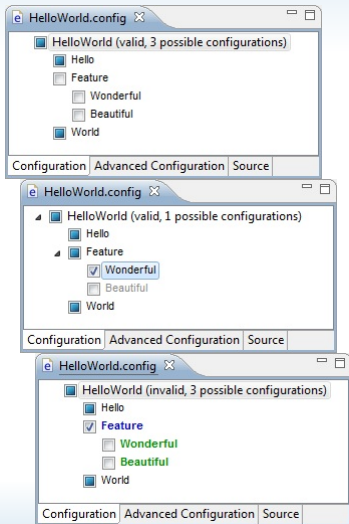 HelloWorld.config
HelloWorld (valid, 3 possible configurations)
Hello
Feature
Wonderful
Beautiful
World
Configuration Advanced Configuration Source
HelloWorld.config
HelloWorld (valid, 1 possible configurations)
Hello
Feature
Wonderful
Beautiful
World
Configuration Advanced Configuration Source
HelloWorld.config
HelloWorld (invalid, 3 possible configurations)
Hello
Feature
Wonderful
Beautiful
World
Configuration Advanced Configuration Source